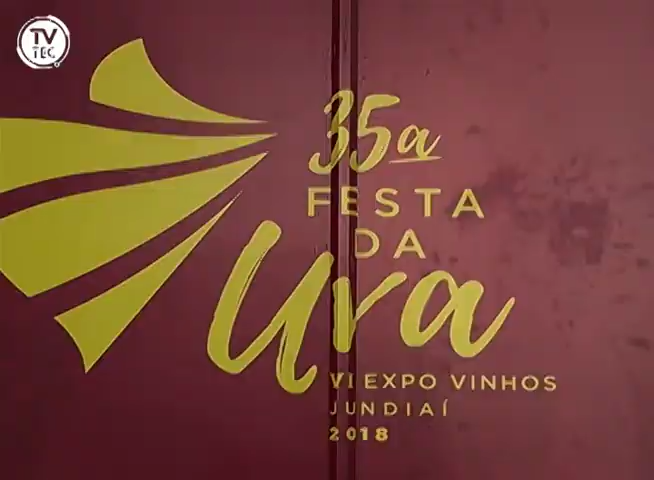 TV
TEC
35ª
FESTA
DA
Uva
VI EXPO VINHOS
JUNDIAÍ
2018